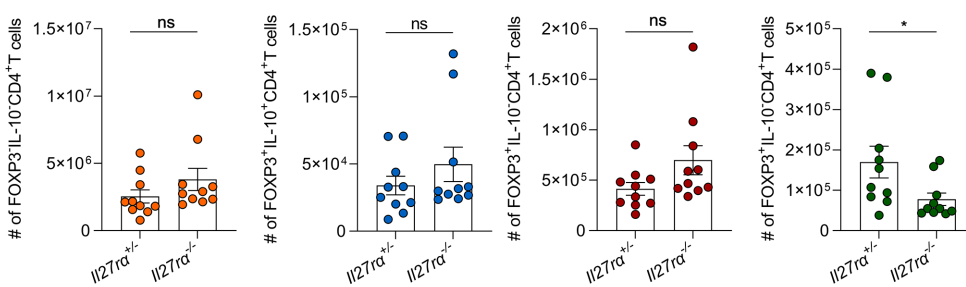 # of FOXP3⁻IL-10⁻CD4⁺T cells
1.5×10⁷
1×10⁷
5×10⁶
0
ns
Il27rα⁺/⁻
Il27rα⁻/⁻
# of FOXP3⁻IL-10⁺CD4⁺T cells
1.5×10⁵
1×10⁵
5×10⁴
0
ns
Il27rα⁺/⁻
Il27rα⁻/⁻
# of FOXP3⁺IL-10⁻CD4⁺T cells
2×10⁶
1.5×10⁶
1×10⁶
5×10⁵
0
ns
Il27rα⁺/⁻
Il27rα⁻/⁻
# of FOXP3⁺IL-10⁺CD4⁺T cells
5×10⁵
4×10⁵
3×10⁵
2×10⁵
1×10⁵
0
*
Il27rα⁺/⁻
Il27rα⁻/⁻